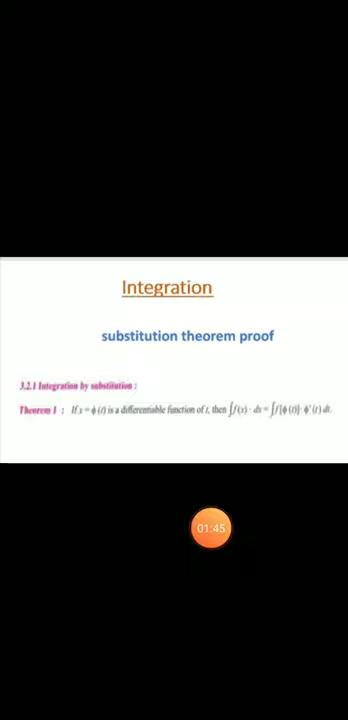 Integration
substitution theorem proof
3.2.1 Integration by substitution :
Theorem 1 : If x = ϕ (t) is a differentiable function of t, then ∫f (x) · dx = ∫f [ϕ (t)] · ϕ' (t) dt.
01:45